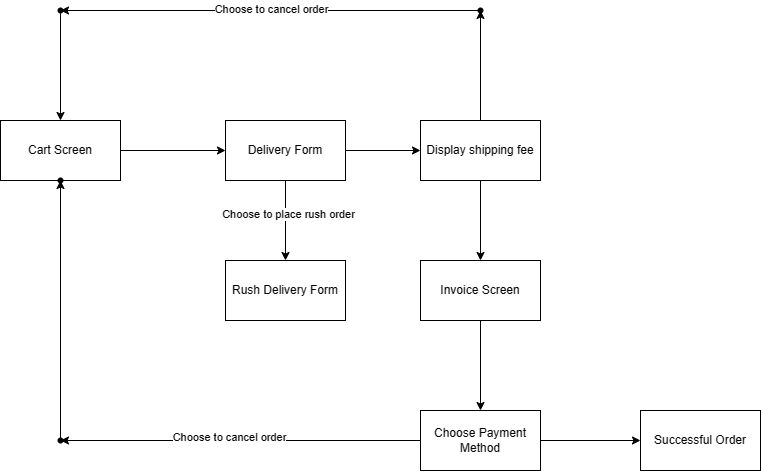 Choose to cancel order
Cart Screen
Delivery Form
Display shipping fee
Choose to place rush order
Rush Delivery Form
Invoice Screen
Choose to cancel order
Choose Payment
Method
Successful Order